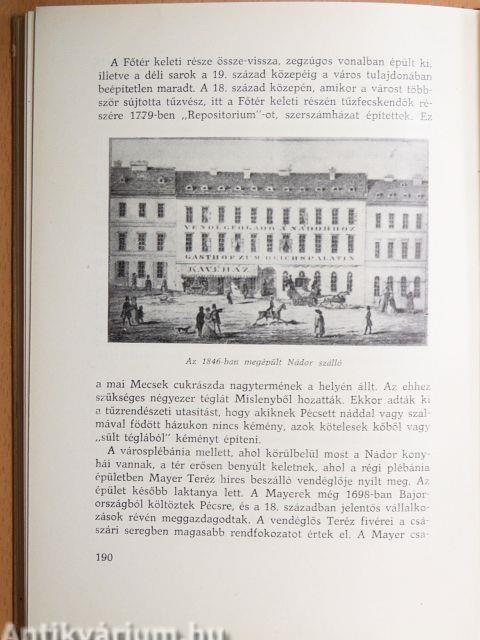 A Főtér keleti része össze-vissza, zegzúgos vonalban épült ki,
illetve a déli sarok a 19. század közepéig a város tulajdonában
beépítetlen maradt. A 18. század közepén, amikor a várost több-
ször sújtotta tűzvész, itt a Főtér keleti részén tűzfecskendők ré-
szére 1779-ben „Repositorium"-ot, szerszámházat építettek. Ez
VENDÉGFOGADÓ A NÁDORHOZ
GASTHOF ZUM REICHSPALATIN
KÁVÉHÁZ
Az 1846-ban megépült Nádor szálló
a mai Mecsek cukrászda nagytermének a helyén állt. Az ehhez
szükséges négyezer téglát Mislenyből hozatták. Ekkor adták ki
a tűzrendészeti utasítást, hogy akiknek Pécsett náddal vagy szal-
mával födött házukon nincs kémény, azok kötelesek kőből vagy
„sült téglából" kéményt építeni.
A városplébánia mellett, ahol körülbelül most a Nádor kony-
hái vannak, a tér erősen benyúlt keletnek, ahol a régi plébánia
épületben Mayer Teréz híres beszálló vendéglője nyílt meg. Az
épület később laktanya lett. A Mayerek még 1698-ban Bajor-
országból költöztek Pécsre, és a 18. században jelentős vállalko-
zások révén meggazdagodtak. A vendéglős Teréz fivérei a csá-
szári seregben magasabb rendfokozatot értek el. A Mayer csa-
190
Antikvárium.hu